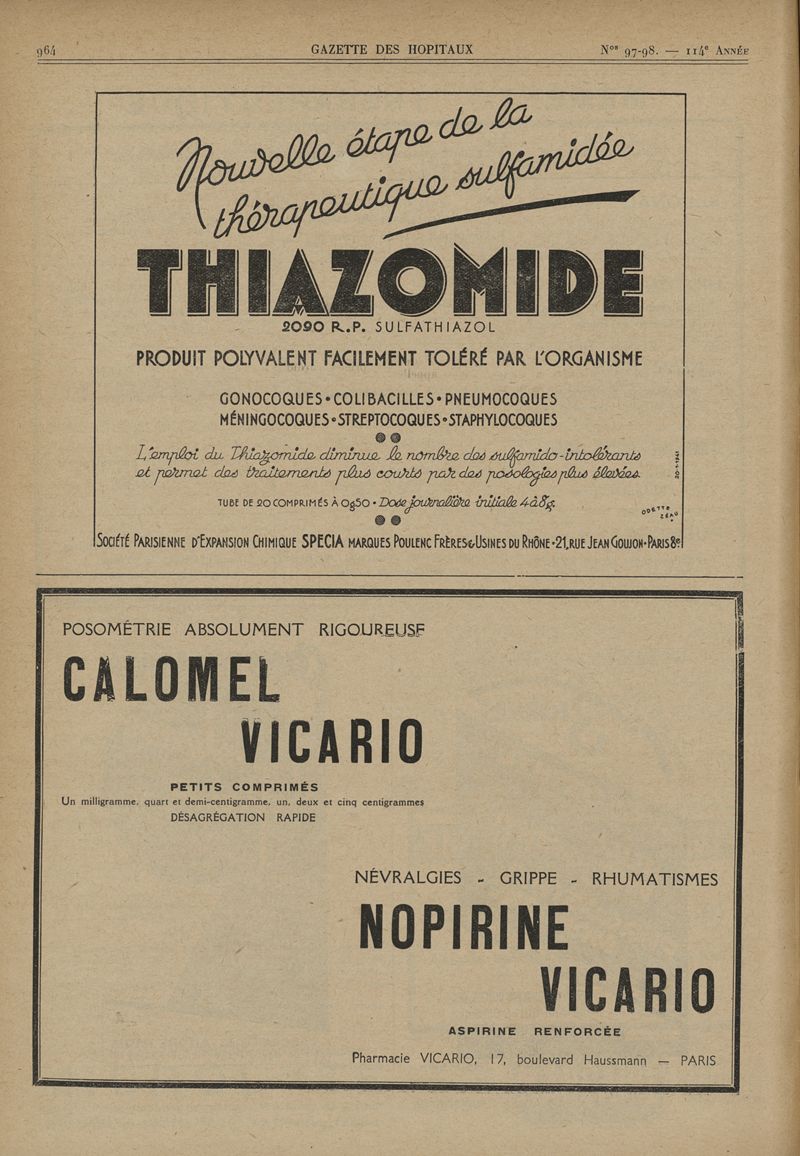 964
GAZETTE DES HOPITAUX
Nos 97-98. — 114e ANNÉE
Nouvelle étape de la
thérapeutique sulfamidée
THIAZOMIDE
2090 R.P. SULFATHIAZOL
PRODUIT POLYVALENT FACILEMENT TOLÉRÉ PAR L'ORGANISME
GONOCOQUES • COLIBACILLES • PNEUMOCOQUES
MÉNINGOCOQUES • STREPTOCOQUES • STAPHYLOCOQUES
L'emploi du Thiazomide diminue le nombre des sulfamido-intolérants
et permet des traitements plus courts par des posologies plus élevées.
TUBE DE 20 COMPRIMÉS À 0g50 • Dose journalière initiale 4 à 8g.
ODETTE
SOCIÉTÉ PARISIENNE D'EXPANSION CHIMIQUE SPECIA MARQUES POULENC FRÈRES & USINES DU RHÔNE • 21, RUE JEAN GOUJON • PARIS 8e
POSOMÉTRIE ABSOLUMENT RIGOUREUSE
CALOMEL
VICARIO
PETITS COMPRIMÉS
Un milligramme, quart et demi-centigramme, un, deux et cinq centigrammes
DÉSAGRÉGATION RAPIDE
NÉVRALGIES - GRIPPE - RHUMATISMES
NOPIRINE
VICARIO
ASPIRINE RENFORCÉE
Pharmacie VICARIO, 17, boulevard Haussmann — PARIS